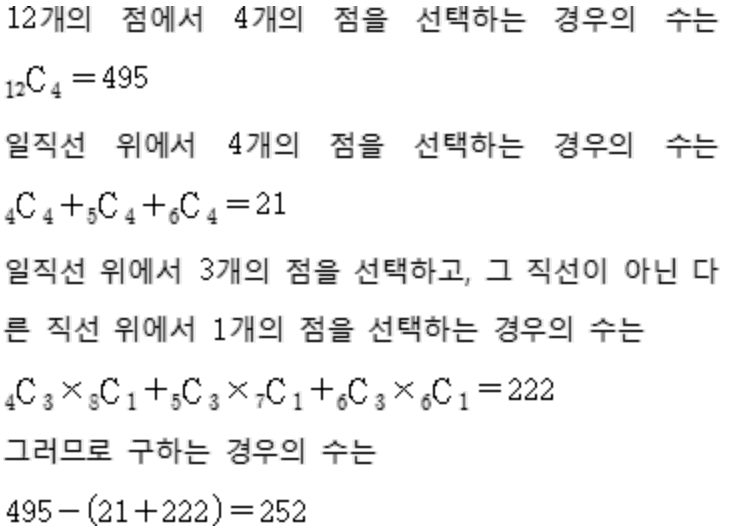 12개의 점에서 4개의 점을 선택하는 경우의 수는
₁₂C₄ = 495
일직선 위에서 4개의 점을 선택하는 경우의 수는
₄C₄ + ₅C₄ + ₆C₄ = 21
일직선 위에서 3개의 점을 선택하고, 그 직선이 아닌 다
른 직선 위에서 1개의 점을 선택하는 경우의 수는
₄C₃ × ₈C₁ + ₅C₃ × ₇C₁ + ₆C₃ × ₆C₁ = 222
그러므로 구하는 경우의 수는
495 − (21 + 222) = 252